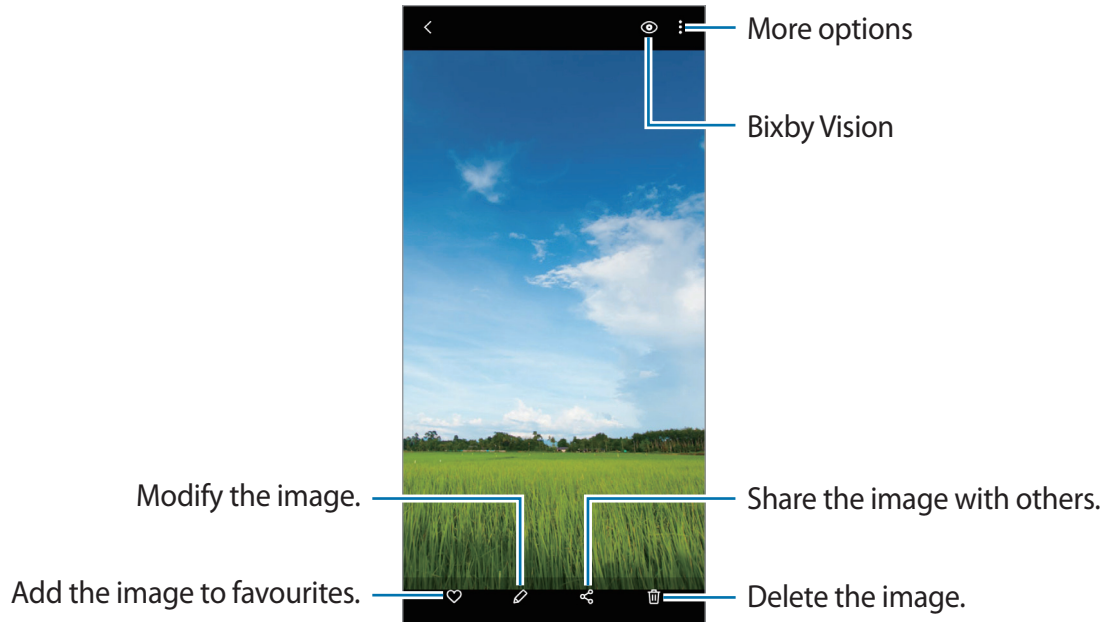 More options
Bixby Vision
Modify the image.
Share the image with others.
Add the image to favourites.
Delete the image.